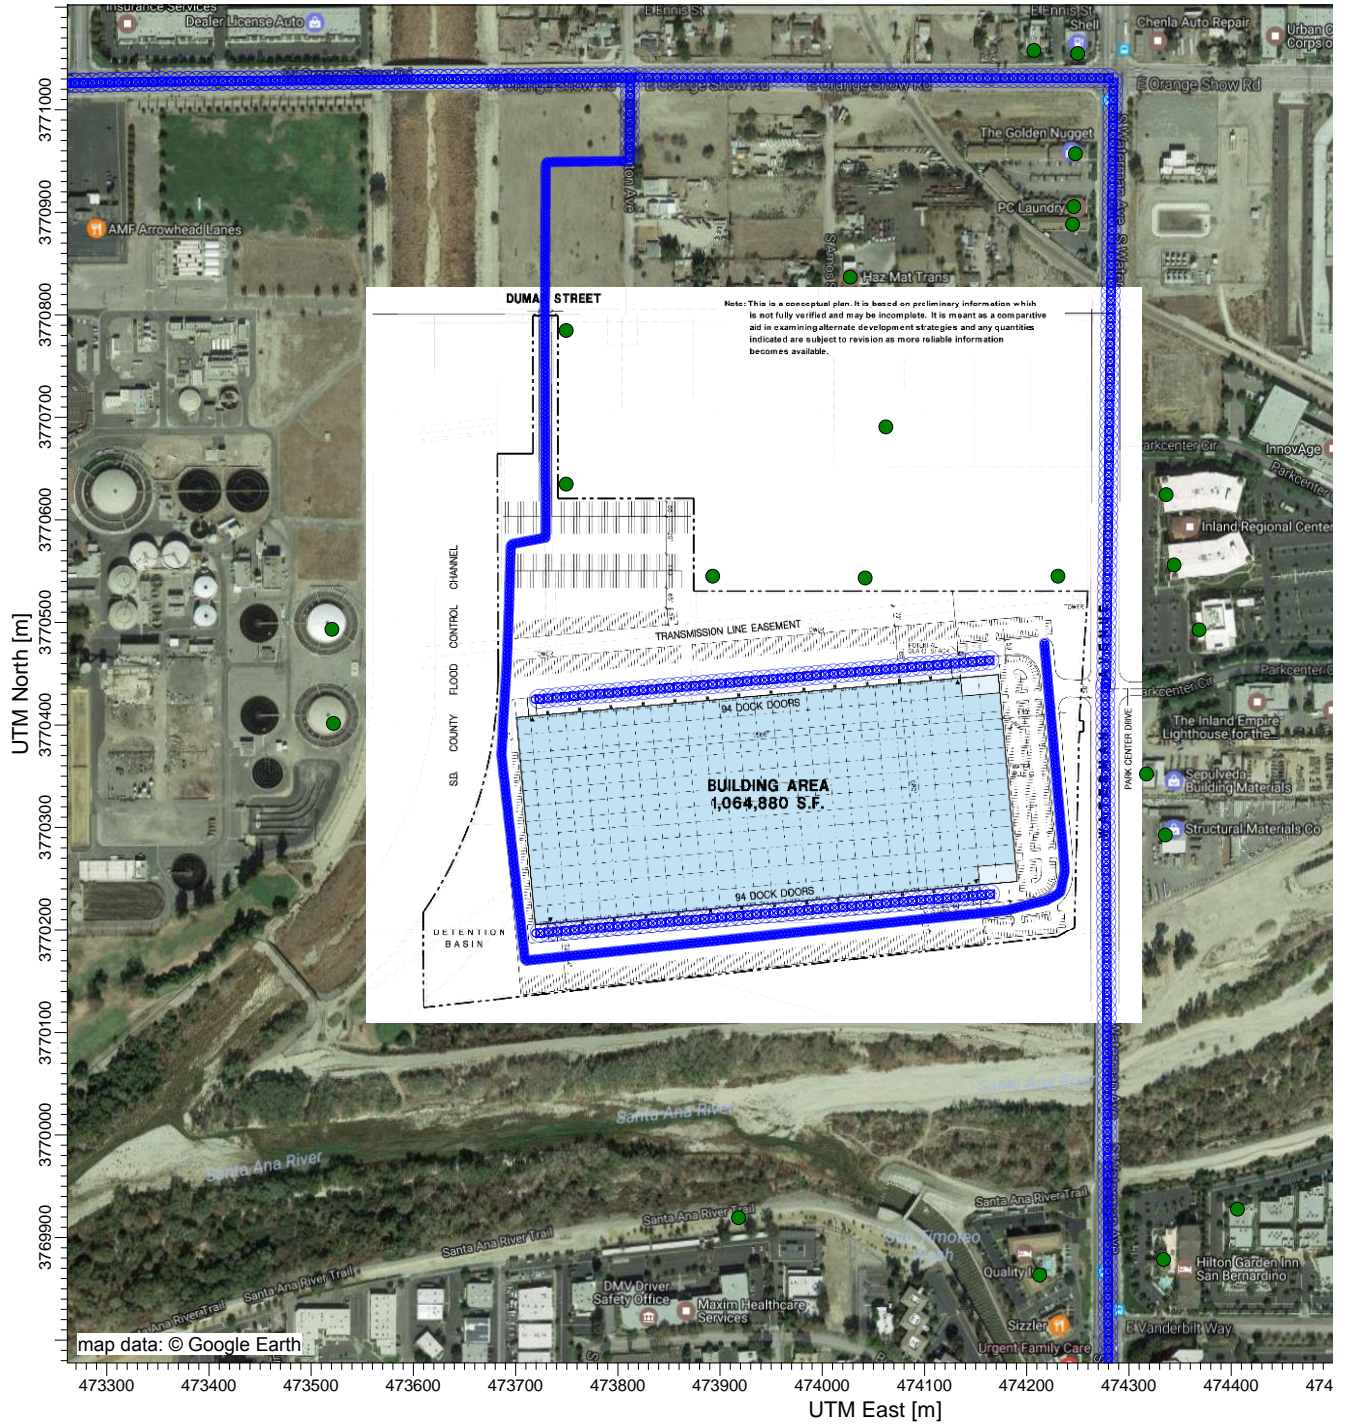 Insurance Services
Dealer License Auto
E Ennis St
E Ennis St
Shell
Chenla Auto Repair
Urban C
Corps o
W Orange Show Rd
E Orange Show Rd
E Orange Show Rd
E Orange Show Rd
The Golden Nugget
PC Laundry
AMF Arrowhead Lanes
Haz Mat Trans
DUMAS STREET
Note: This is a conceptual plan. It is based on preliminary information which
is not fully verified and may be incomplete. It is meant as a comparitive
aid in examining alternate development strategies and any quantities
indicated are subject to revision as more reliable information
becomes available.
InnovAge
arkcenter Cir
Parkcenter C
Inland Regional Center
S.B. COUNTY FLOOD CONTROL CHANNEL
TRANSMISSION LINE EASEMENT
TOWER
94 DOCK DOORS
BUILDING AREA
1,064,880 S.F.
94 DOCK DOORS
DETENTION
BASIN
WATERMAN AVENUE
PARK CENTER DRIVE
Parkcenter C
arkcenter Cir
The Inland Empire
Lighthouse for the...
Sepulveda
Building Materials
Structural Materials Co
Santa Ana River
Santa Ana River
Santa Ana River
Santa Ana River Trail
Santa Ana River Trail
Santa Ana River Trail
Santa Ana River Trail
San Timoteo
Wash
Quality I
Hilton Garden Inn
San Bernardino
DMV Driver
Safety Office
Maxim Healthcare
Services
Sizzler
E Vanderbilt Way
Urgent Family Care
map data: © Google Earth
UTM North [m]
3771000
3770900
3770800
3770700
3770600
3770500
3770400
3770300
3770200
3770100
3770000
3769900
473300 473400 473500 473600 473700 473800 473900 474000 474100 474200 474300 474400 474
UTM East [m]